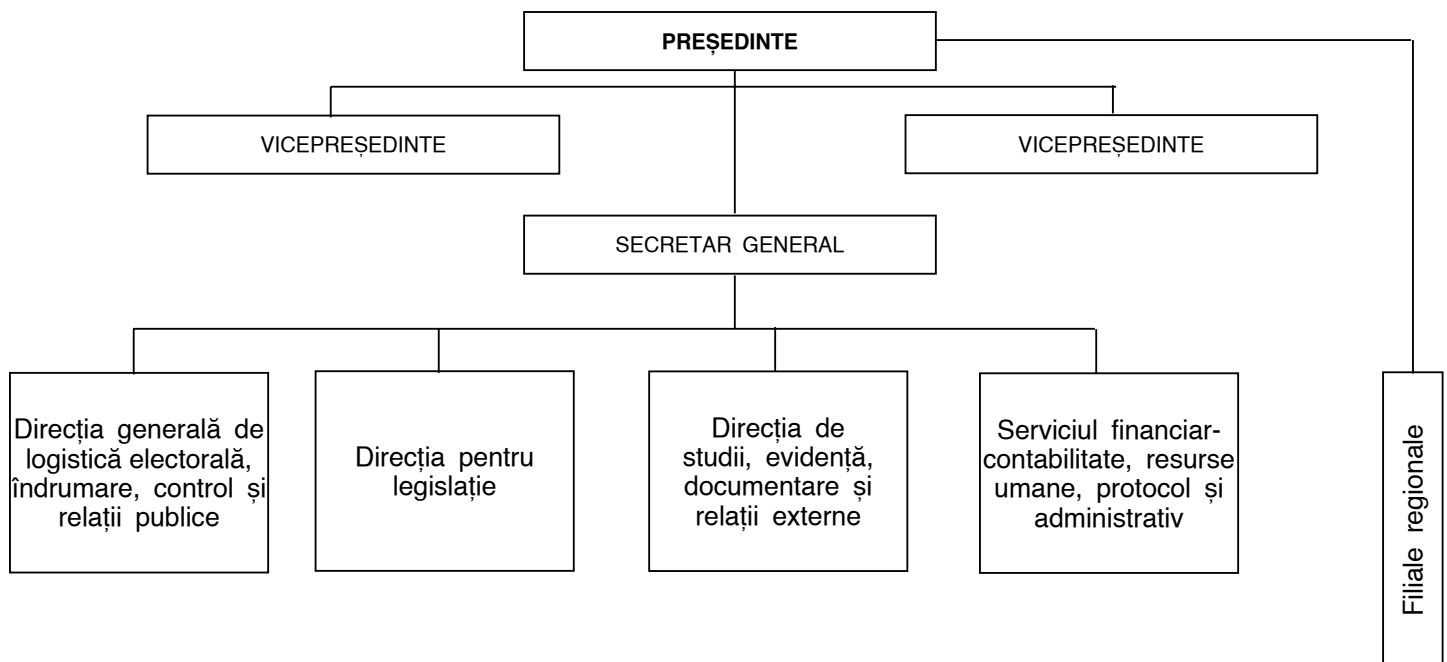 PREȘEDINTE
VICEPREȘEDINTE
VICEPREȘEDINTE
SECRETAR GENERAL
Direcția generală de
logistică electorală,
îndrumare, control și
relații publice
Direcția pentru
legislație
Direcția de
studii, evidență,
documentare și
relații externe
Serviciul financiar-
contabilitate, resurse
umane, protocol și
administrativ
Filiale regionale